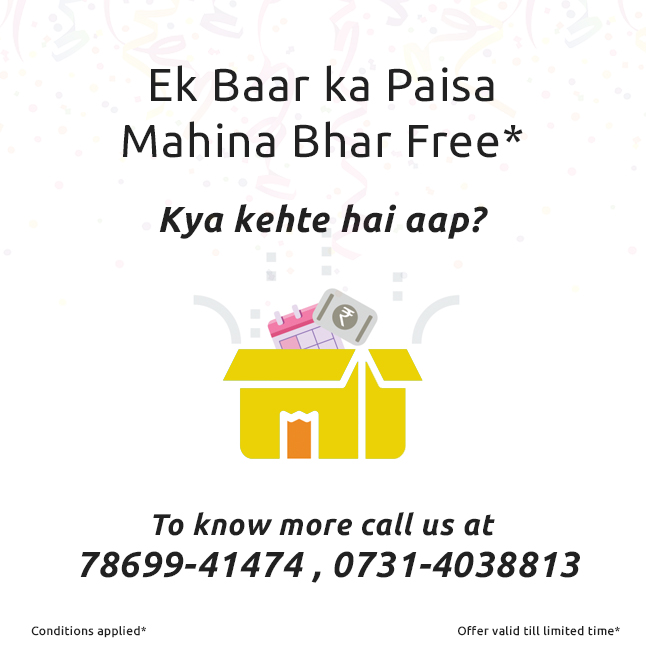 Ek Baar ka Paisa
Mahina Bhar Free*
Kya kehte hai aap?
₹
To know more call us at
78699-41474 , 0731-4038813
Conditions applied*
Offer valid till limited time*